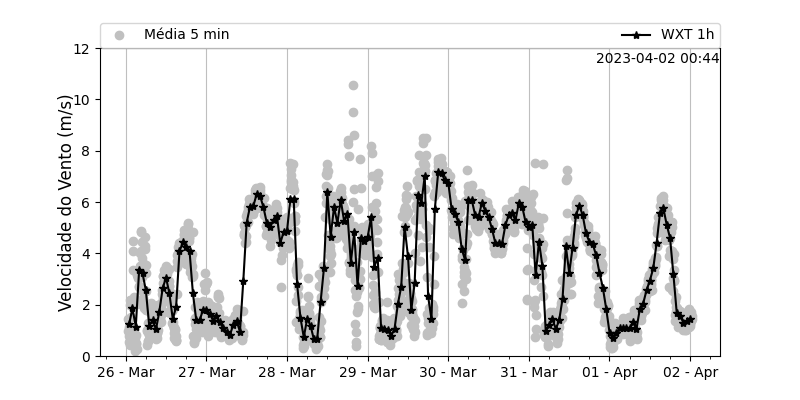 Média 5 min
WXT 1h
2023-04-02 00:44
Velocidade do Vento (m/s)
12
10
8
6
4
2
0
26 - Mar 27 - Mar 28 - Mar 29 - Mar 30 - Mar 31 - Mar 01 - Apr 02 - Apr